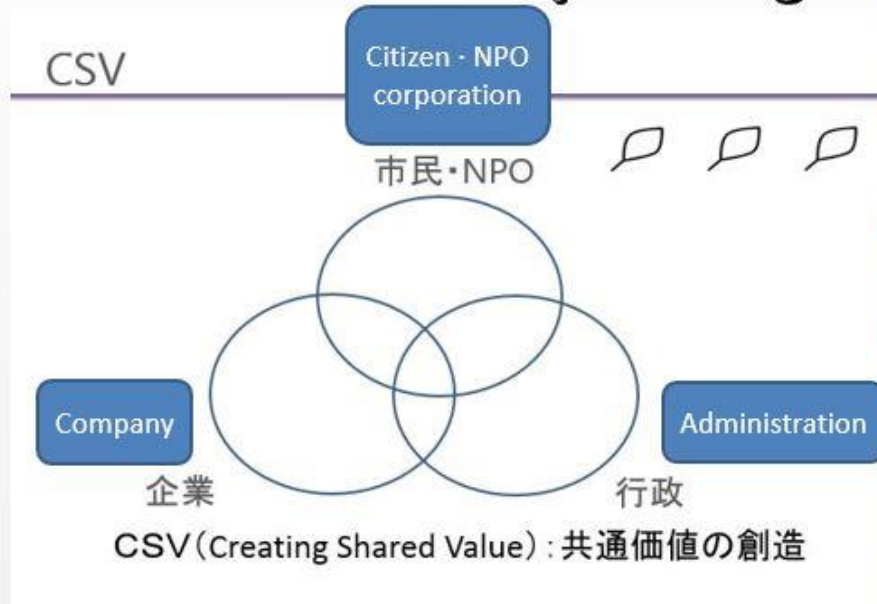 CSV
Citizen · NPO
corporation
市民・NPO
Company
Administration
企業
行政
CSV(Creating Shared Value):共通価値の創造